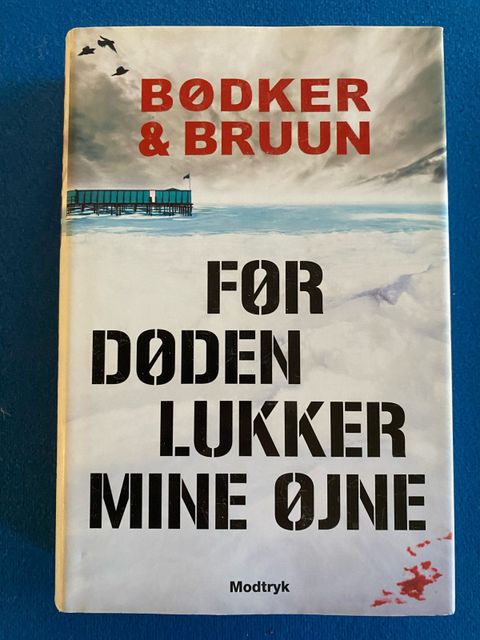 BØDKER
& BRUUN
FØR
DØDEN
LUKKER
MINE ØJNE
Modtryk